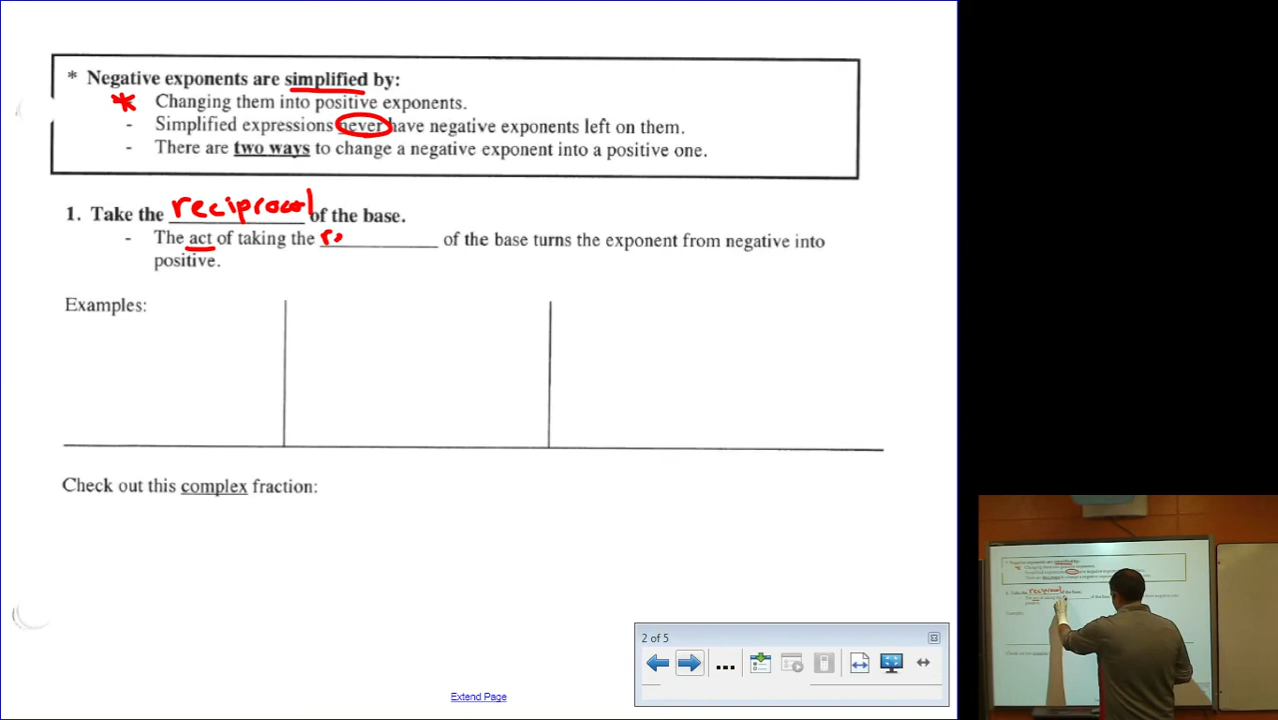 * Negative exponents are simplified by:
* Changing them into positive exponents.
- Simplified expressions never have negative exponents left on them.
- There are two ways to change a negative exponent into a positive one.
1. Take the reciprocal of the base.
- The act of taking the re of the base turns the exponent from negative into
positive.
Examples:
Check out this complex fraction:
2 of 5
...
Extend Page